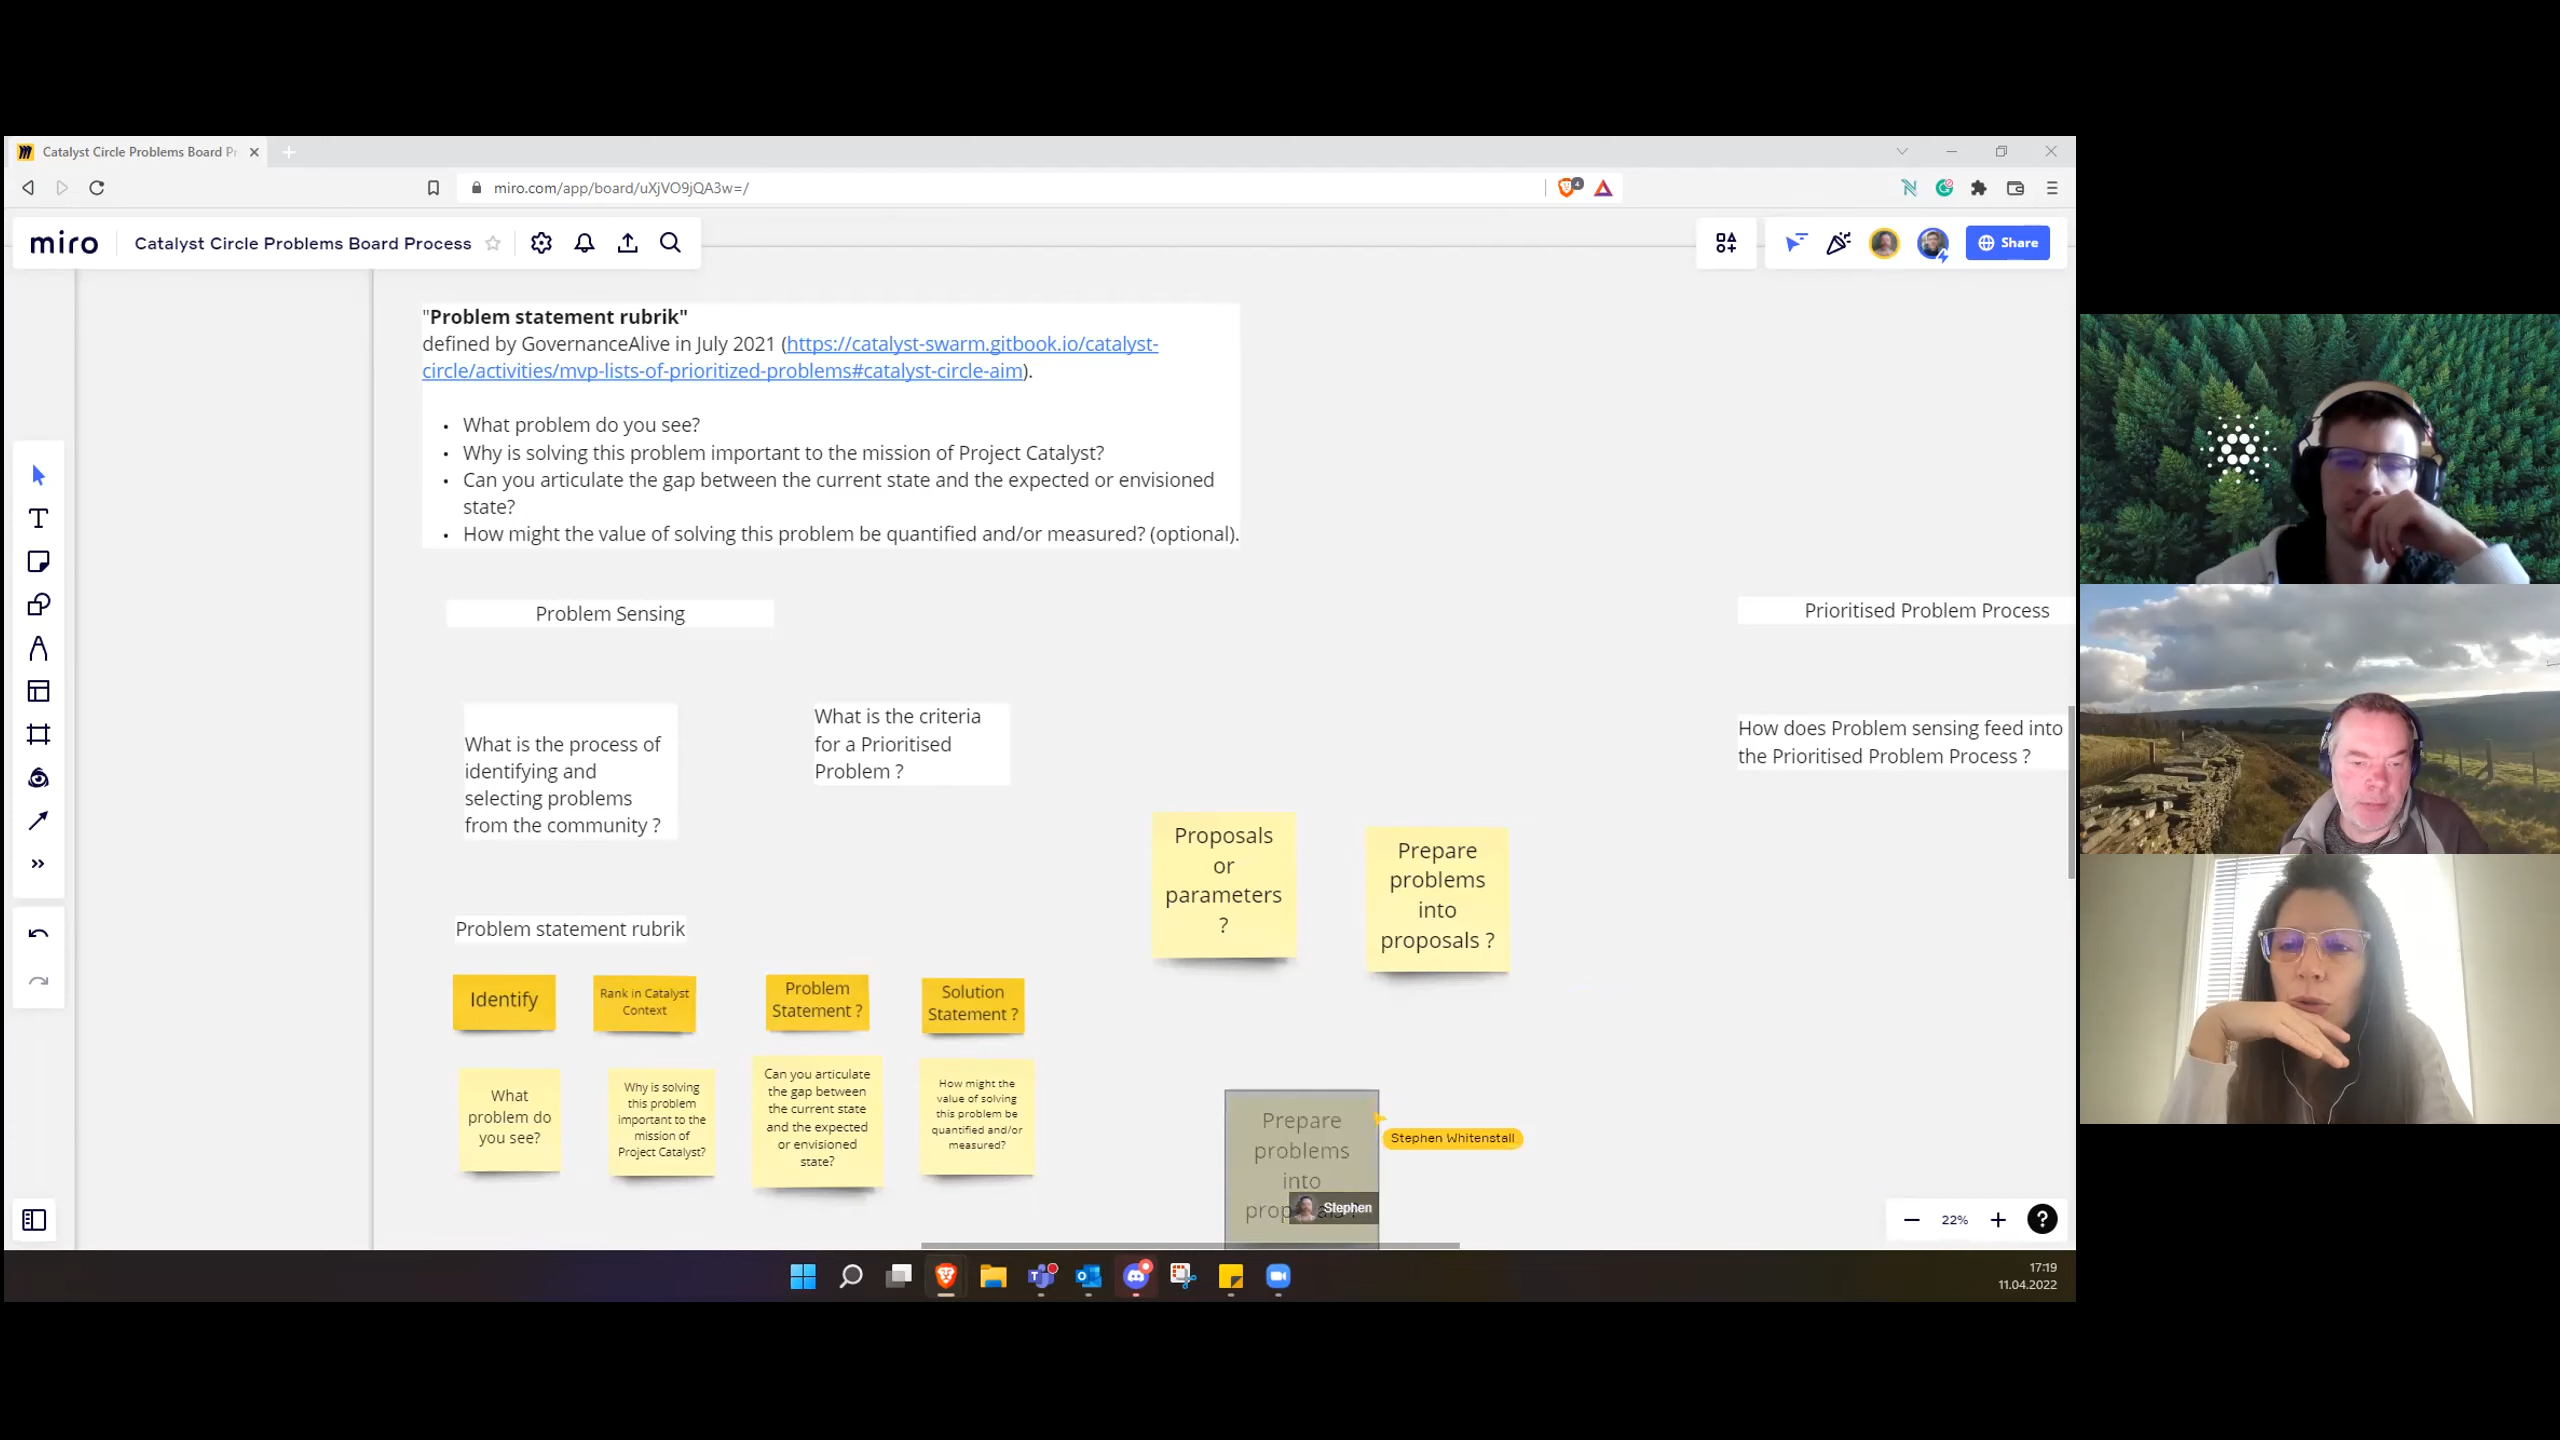 Catalyst Circle Problems Board Pr
miro.com/app/board/uXjVO9jQA3w=/
4
miro
Catalyst Circle Problems Board Process
Share
"Problem statement rubrik"
defined by GovernanceAlive in July 2021 (https://catalyst-swarm.gitbook.io/catalyst-
circle/activities/mvp-lists-of-prioritized-problems#catalyst-circle-aim).
• What problem do you see?
• Why is solving this problem important to the mission of Project Catalyst?
• Can you articulate the gap between the current state and the expected or envisioned
state?
• How might the value of solving this problem be quantified and/or measured? (optional).
Problem Sensing
Prioritised Problem Process
What is the process of
identifying and
selecting problems
from the community ?
What is the criteria
for a Prioritised
Problem ?
How does Problem sensing feed into
the Prioritised Problem Process ?
Proposals
or
parameters
?
Prepare
problems
into
proposals ?
Problem statement rubrik
Identify
Rank in Catalyst
Context
Problem
Statement ?
Solution
Statement ?
What
problem do
you see?
Why is solving
this problem
important to the
mission of
Project Catalyst?
Can you articulate
the gap between
the current state
and the expected
or envisioned
state?
How might the
value of solving
this problem be
quantified and/or
measured?
Prepare
problems
into
prop
Stephen Whitenstall
Stephen
22%
17:19
11.04.2022